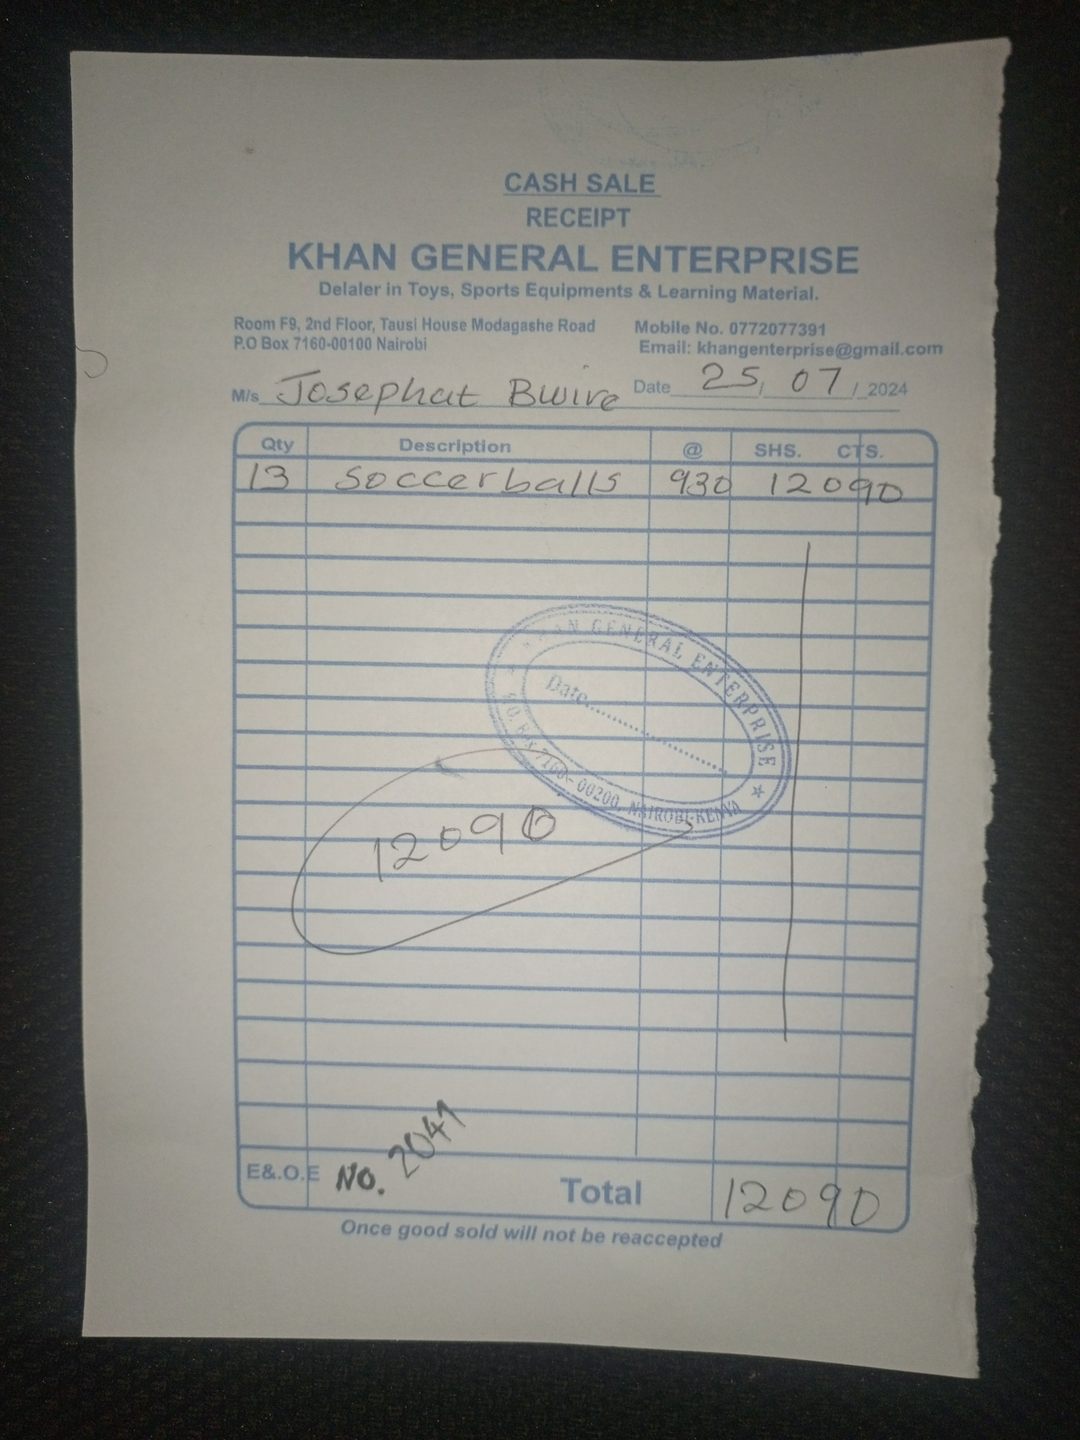 CASH SALE
RECEIPT
KHAN GENERAL ENTERPRISE
Delaler in Toys, Sports Equipments & Learning Material.
Room F9, 2nd Floor, Tausi House Modagashe Road
P.O Box 7160-00100 Nairobi
Mobile No. 0772077391
Email: khangenterprise@gmail.com
M/s Josephat Bwire Date 25/07/2024
Qty Description @ SHS. CTS.
13 soccerballs 930 12090
KHAN GENERAL ENTERPRISE
Date..............
P.O. Box 7160-00200, NAIROBI-KENYA
12090
E&.O.E No. 2041 Total 12090
Once good sold will not be reaccepted